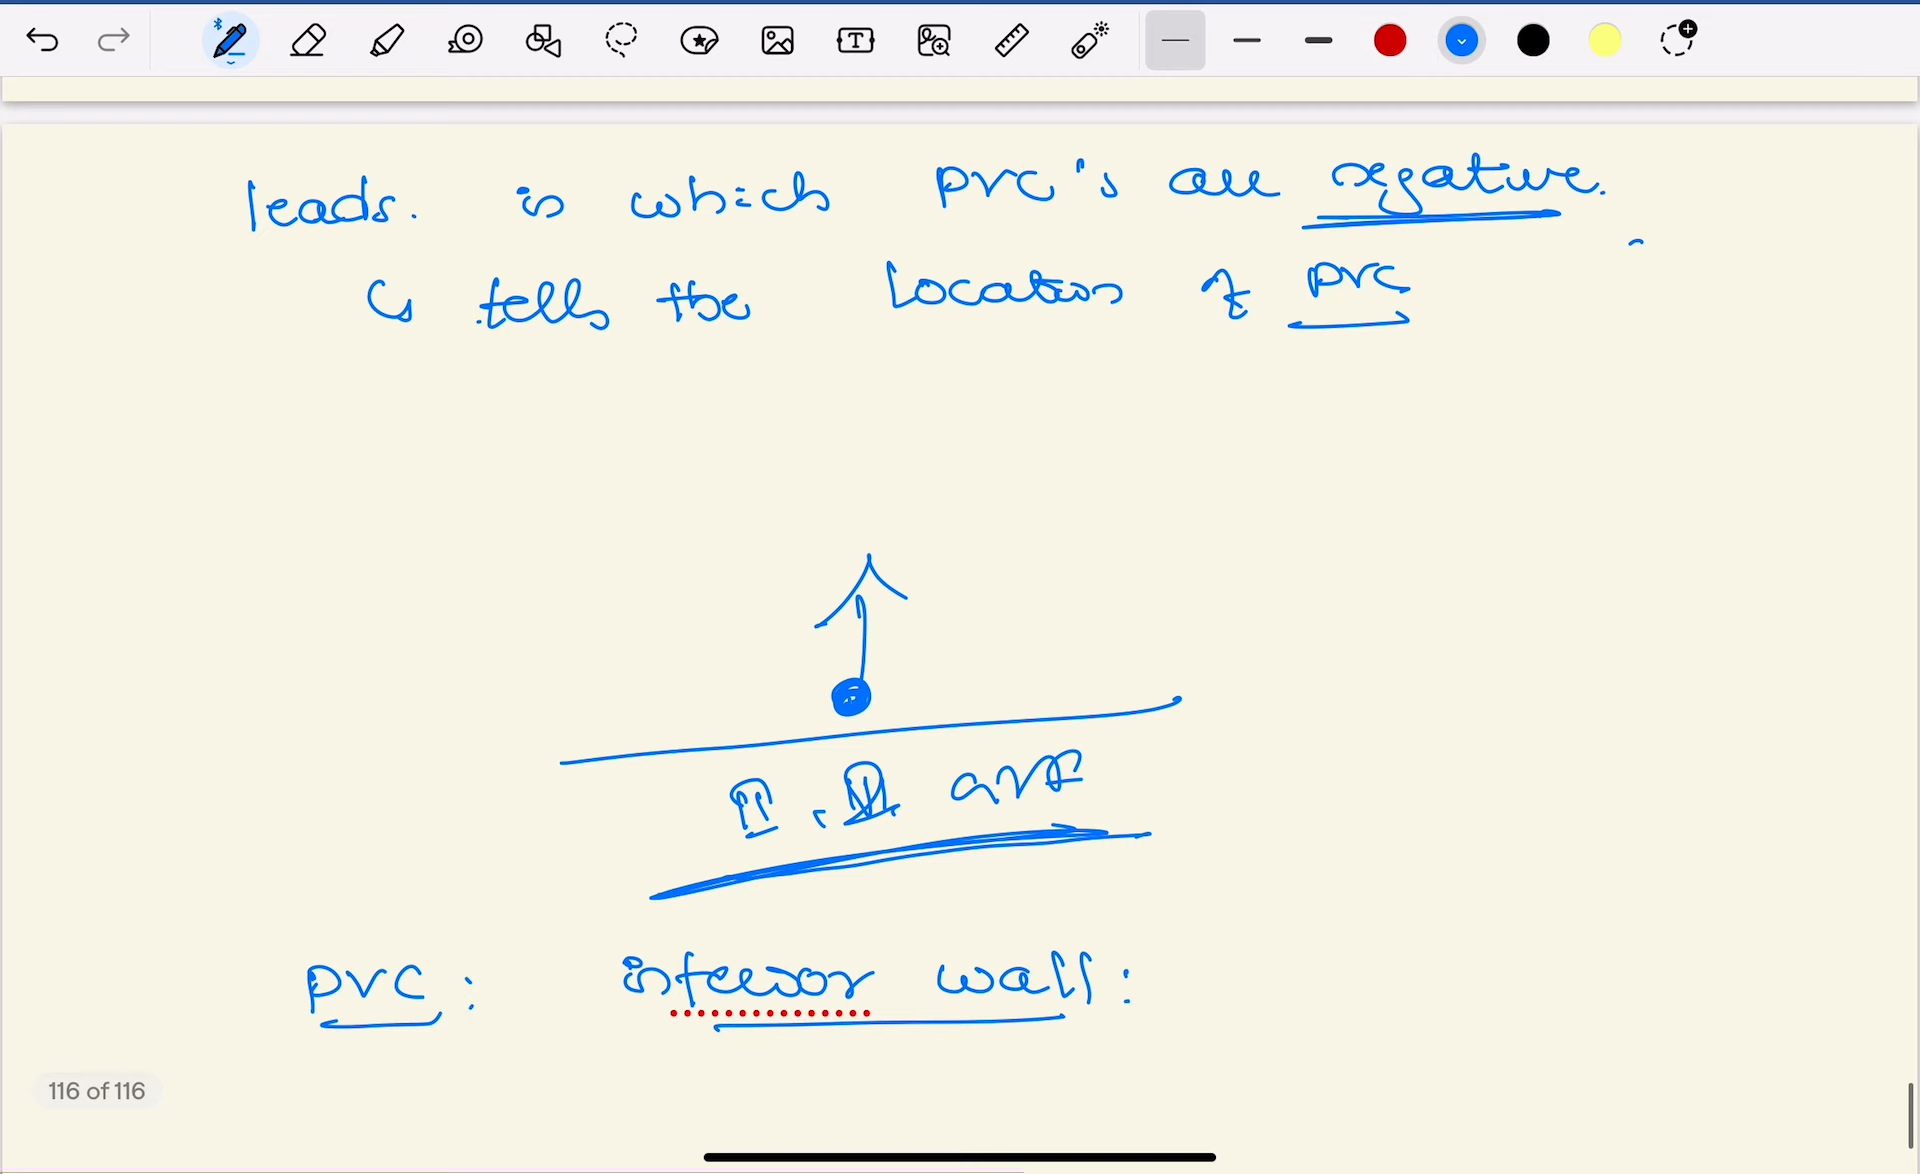 leads. in which PVC's are negative.
↳ tells the location of PVC
II, III avF
PVC: inferior wall:
116 of 116